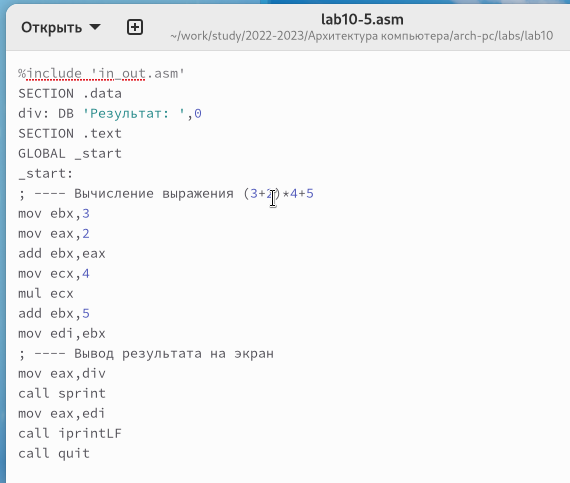 Открыть
lab10-5.asm
~/work/study/2022-2023/Архитектура компьютера/arch-pc/labs/lab10
%include 'in_out.asm'
SECTION .data
div: DB 'Результат: ',0
SECTION .text
GLOBAL _start
_start:
; ---- Вычисление выражения (3+2)*4+5
mov ebx,3
mov eax,2
add ebx,eax
mov ecx,4
mul ecx
add ebx,5
mov edi,ebx
; ---- Вывод результата на экран
mov eax,div
call sprint
mov eax,edi
call iprintLF
call quit